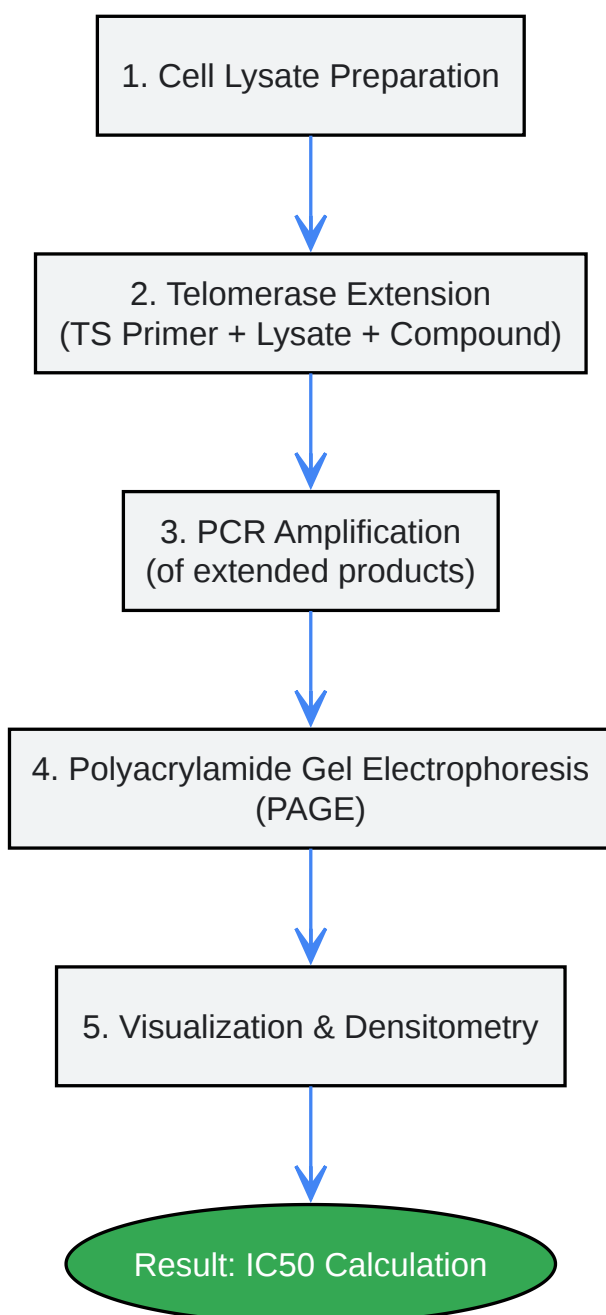 1. Cell Lysate Preparation
2. Telomerase Extension
(TS Primer + Lysate + Compound)
3. PCR Amplification
(of extended products)
4. Polyacrylamide Gel Electrophoresis
(PAGE)
5. Visualization & Densitometry
Result: IC50 Calculation